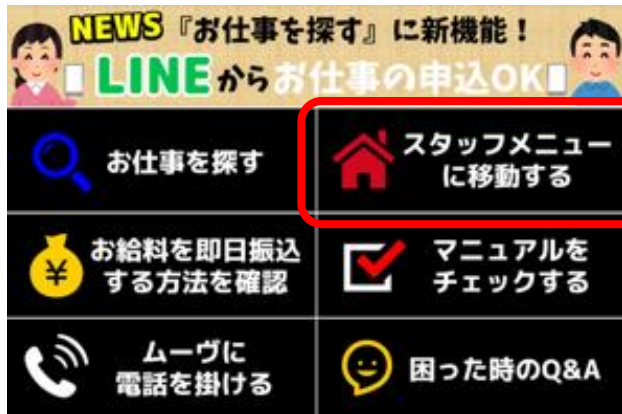 NEWS『お仕事を探す』に新機能！
LINEからお仕事の申込OK
お仕事を探す
スタッフメニュー
に移動する
お給料を即日振込
する方法を確認
マニュアルを
チェックする
ムーヴに
電話を掛ける
困った時のQ&A